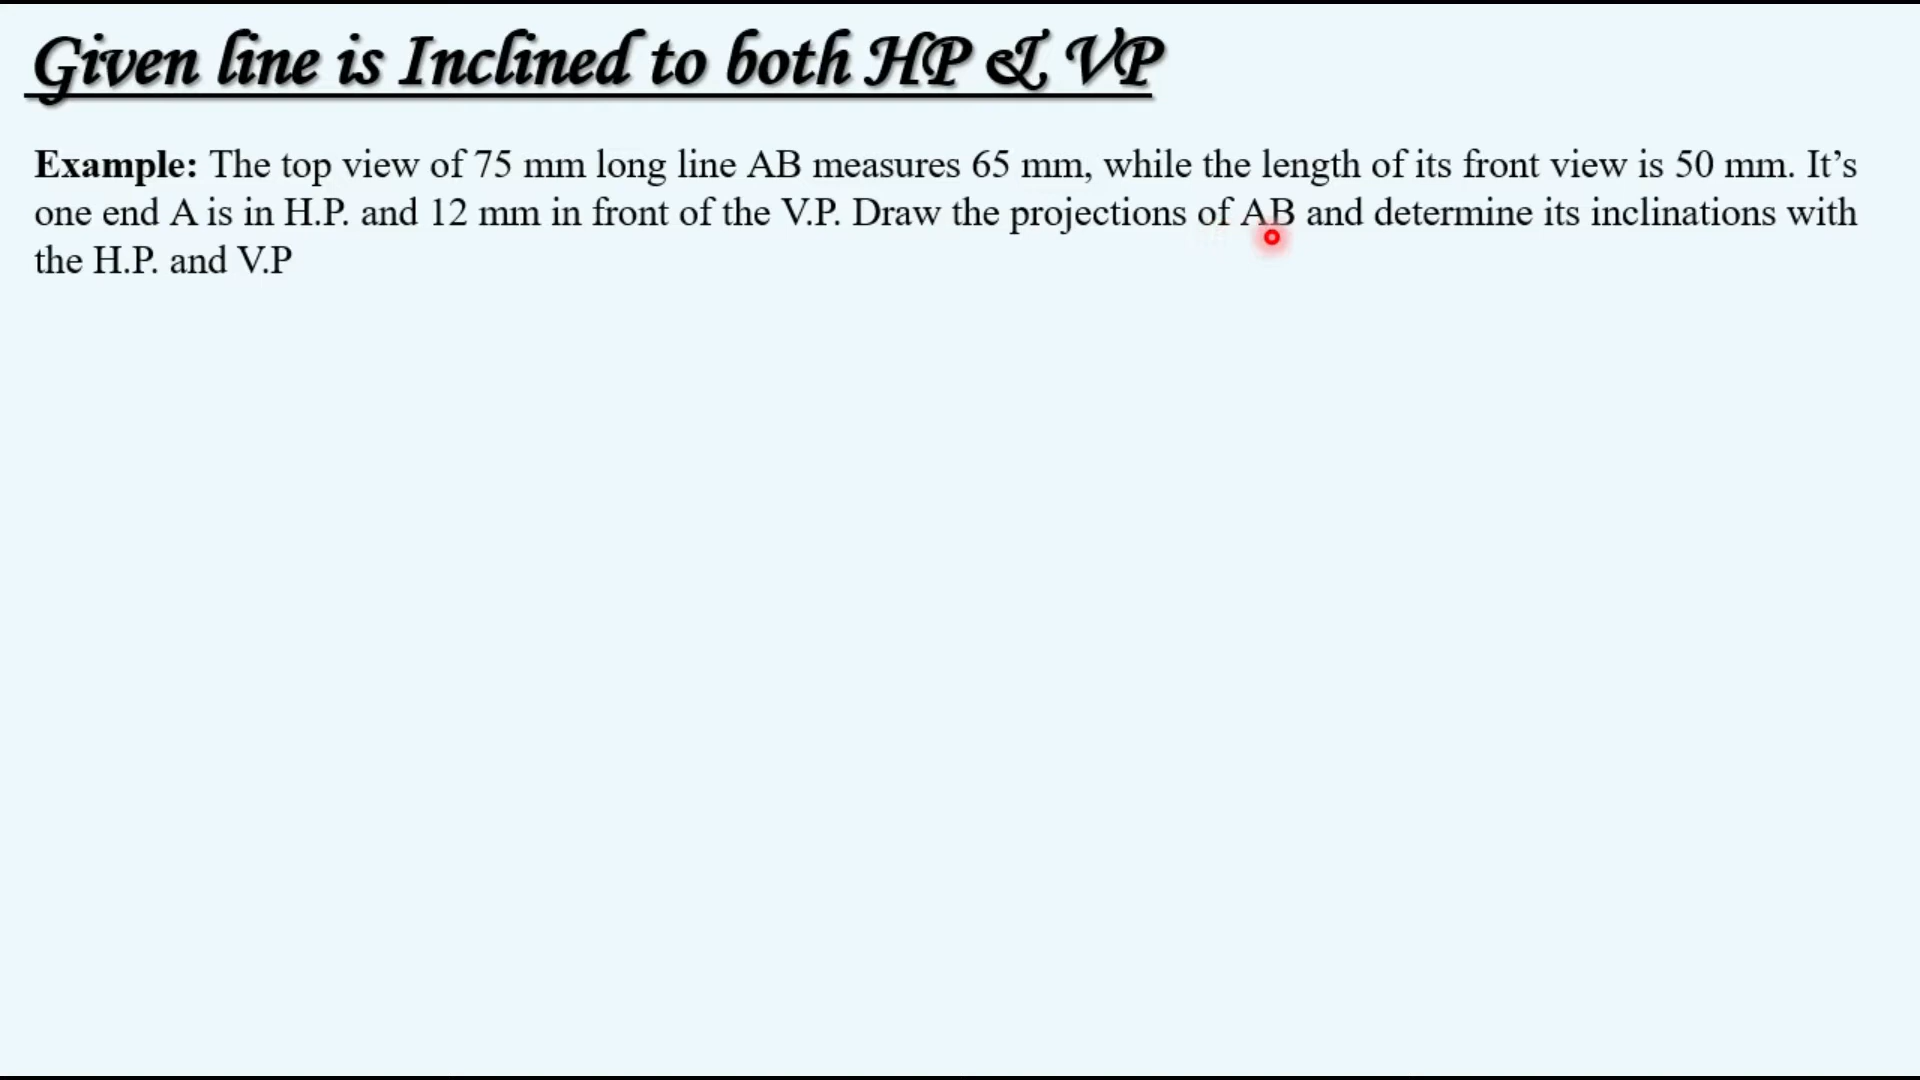 Given line is Inclined to both HP & VP
Example: The top view of 75 mm long line AB measures 65 mm, while the length of its front view is 50 mm. It’s
one end A is in H.P. and 12 mm in front of the V.P. Draw the projections of AB and determine its inclinations with
the H.P. and V.P